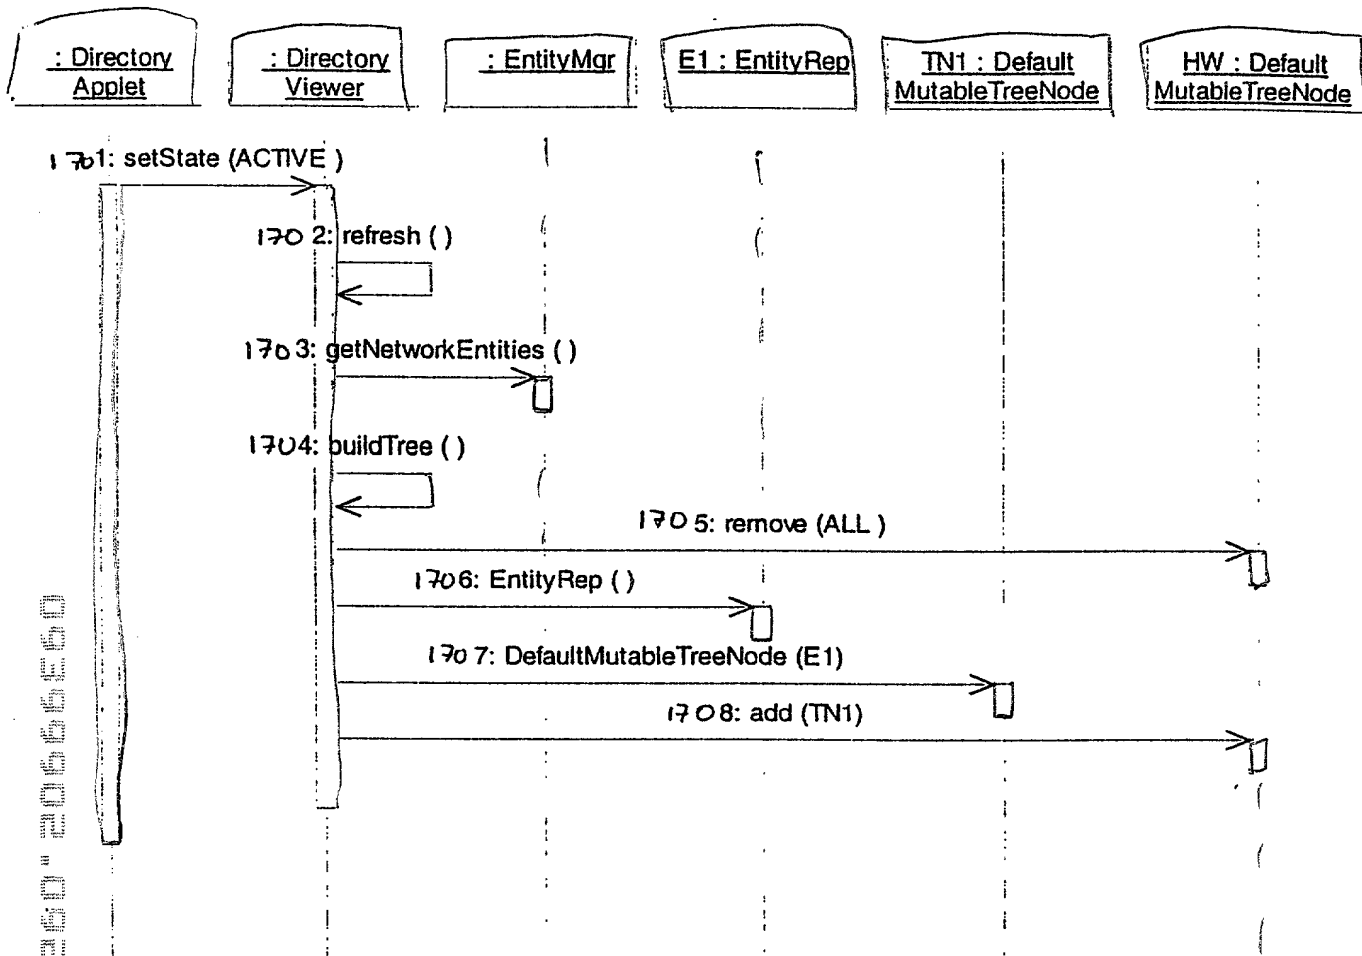 : Directory
Applet
: Directory
Viewer
: EntityMgr
E1 : EntityRep
TN1 : Default
MutableTreeNode
HW : Default
MutableTreeNode
1701: setState (ACTIVE )
1702: refresh ( )
1703: getNetworkEntities ( )
1704: buildTree ( )
1705: remove (ALL )
1706: EntityRep ( )
1707: DefaultMutableTreeNode (E1)
1708: add (TN1)